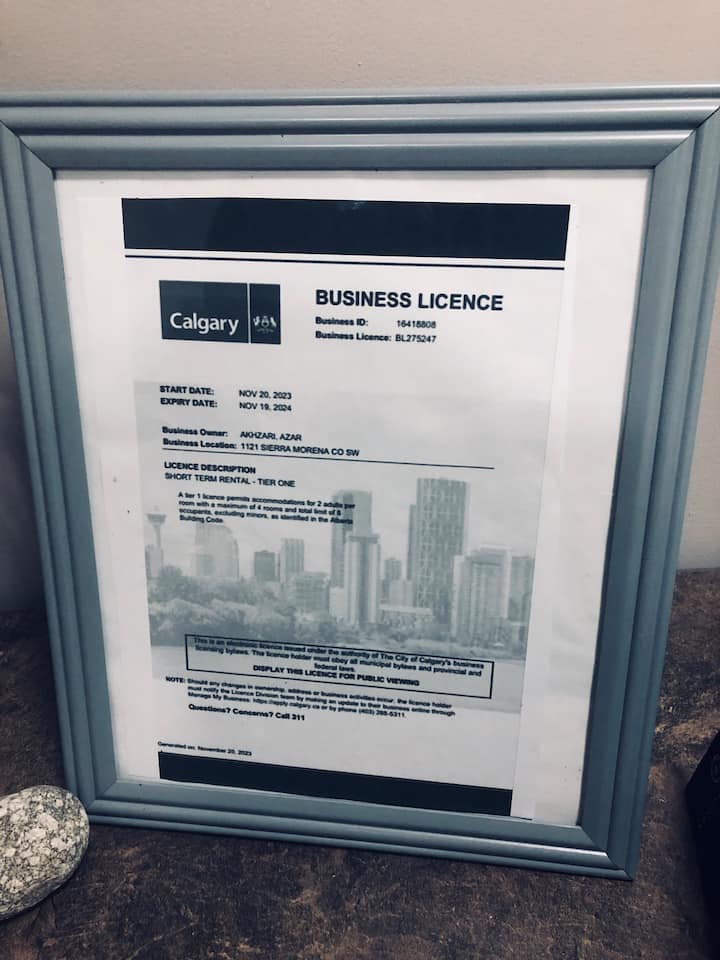 Calgary
BUSINESS LICENCE
Business ID: 16418808
Business Licence: BL275247
START DATE: NOV 20, 2023
EXPIRY DATE: NOV 19, 2024
Business Owner: AKHZARI, AZAR
Business Location: 1121 SIERRA MORENA CO SW
LICENCE DESCRIPTION
SHORT TERM RENTAL - TIER ONE
A tier 1 licence permits accommodations for 2 adults per
room with a maximum of 4 rooms and total limit of 8
occupants, excluding minors, as identified in the Alberta
Building Code.
This is an electronic licence issued under the authority of The City of Calgary's business
licensing bylaws. The licence holder must obey all municipal bylaws and provincial and
federal laws.
DISPLAY THIS LICENCE FOR PUBLIC VIEWING
NOTE: Should any changes in ownership, address or business activities occur, the licence holder
must notify the Licence Division team by making an update to their business online through
Manage My Business: https://apply.calgary.ca or by phone (403) 268-5311.
Questions? Concerns? Call 311
Generated on: November 20, 2023